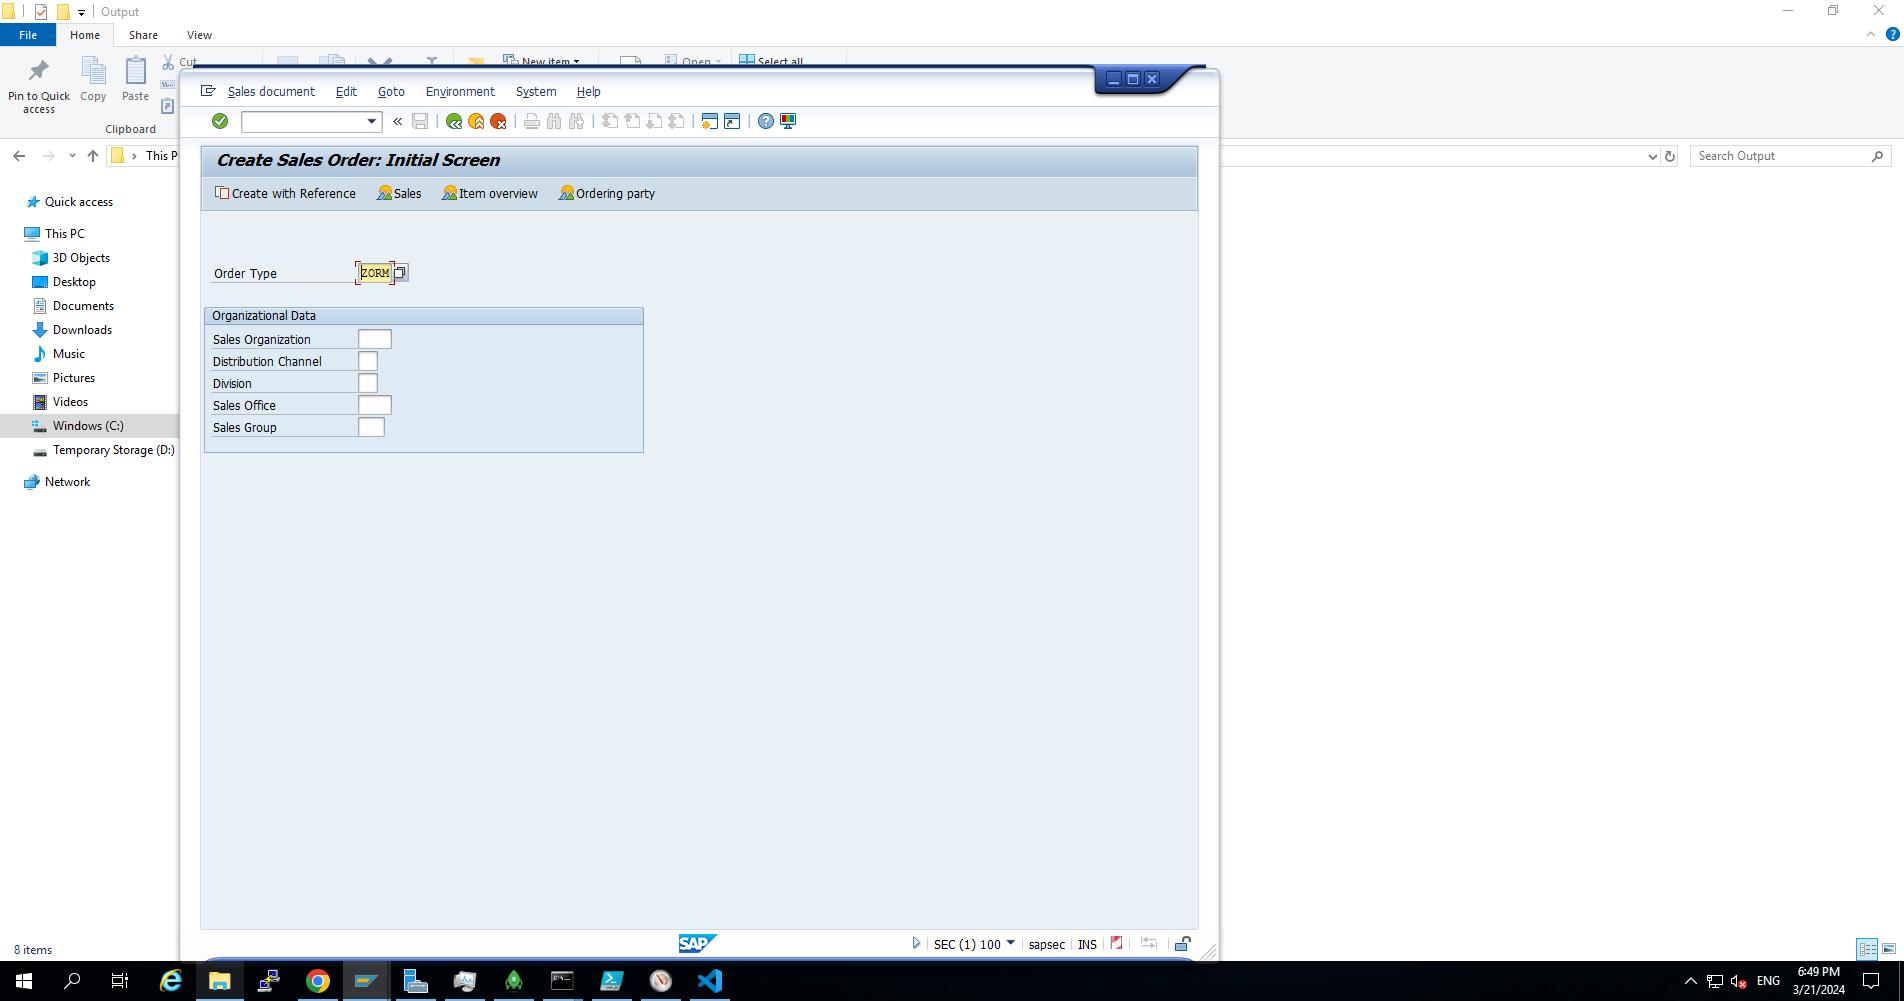 Output
File Home Share View
Cut
New item
Open
Select all
Pin to Quick access
Copy
Paste
Clipboard
This P
Search Output
Quick access
This PC
3D Objects
Desktop
Documents
Downloads
Music
Pictures
Videos
Windows (C:)
Temporary Storage (D:)
Network
8 items
Sales document Edit Goto Environment System Help
Create Sales Order: Initial Screen
Create with Reference Sales Item overview Ordering party
Order Type ZORM
Organizational Data
Sales Organization
Distribution Channel
Division
Sales Office
Sales Group
SAP
SEC (1) 100 sapsec INS
ENG
6:49 PM
3/21/2024